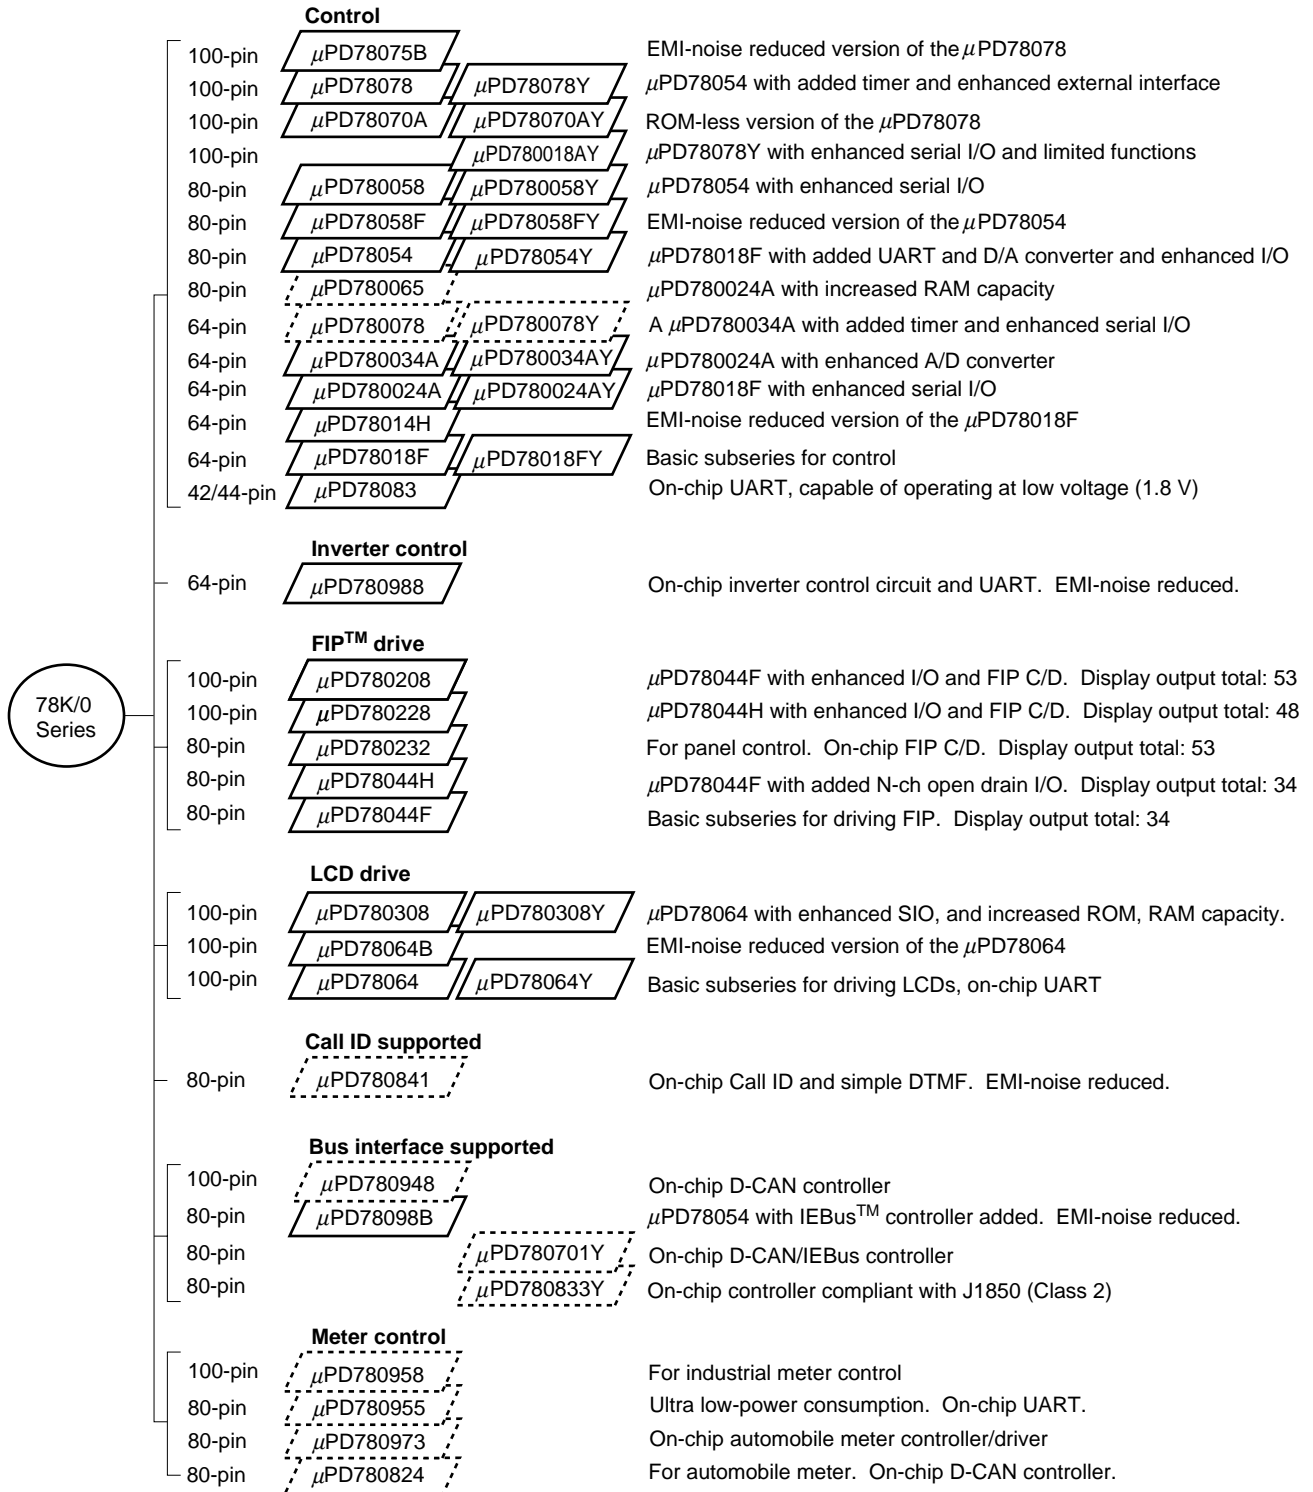 Control
100-pin μPD78075B EMI-noise reduced version of the μPD78078
100-pin μPD78078 μPD78078Y μPD78054 with added timer and enhanced external interface
100-pin μPD78070A μPD78070AY ROM-less version of the μPD78078
100-pin μPD780018AY μPD78078Y with enhanced serial I/O and limited functions
80-pin μPD780058 μPD780058Y μPD78054 with enhanced serial I/O
80-pin μPD78058F μPD78058FY EMI-noise reduced version of the μPD78054
80-pin μPD78054 μPD78054Y μPD78018F with added UART and D/A converter and enhanced I/O
80-pin μPD780065 μPD780024A with increased RAM capacity
64-pin μPD780078 μPD780078Y A μPD780034A with added timer and enhanced serial I/O
64-pin μPD780034A μPD780034AY μPD780024A with enhanced A/D converter
64-pin μPD780024A μPD780024AY μPD78018F with enhanced serial I/O
64-pin μPD78014H EMI-noise reduced version of the μPD78018F
64-pin μPD78018F μPD78018FY Basic subseries for control
42/44-pin μPD78083 On-chip UART, capable of operating at low voltage (1.8 V)
Inverter control
64-pin μPD780988 On-chip inverter control circuit and UART. EMI-noise reduced.
78K/0
Series
FIP™ drive
100-pin μPD780208 μPD78044F with enhanced I/O and FIP C/D. Display output total: 53
100-pin μPD780228 μPD78044H with enhanced I/O and FIP C/D. Display output total: 48
80-pin μPD780232 For panel control. On-chip FIP C/D. Display output total: 53
80-pin μPD78044H μPD78044F with added N-ch open drain I/O. Display output total: 34
80-pin μPD78044F Basic subseries for driving FIP. Display output total: 34
LCD drive
100-pin μPD780308 μPD780308Y μPD78064 with enhanced SIO, and increased ROM, RAM capacity.
100-pin μPD78064B EMI-noise reduced version of the μPD78064
100-pin μPD78064 μPD78064Y Basic subseries for driving LCDs, on-chip UART
Call ID supported
80-pin μPD780841 On-chip Call ID and simple DTMF. EMI-noise reduced.
Bus interface supported
100-pin μPD780948 On-chip D-CAN controller
80-pin μPD78098B μPD78054 with IEBus™ controller added. EMI-noise reduced.
80-pin μPD780701Y On-chip D-CAN/IEBus controller
80-pin μPD780833Y On-chip controller compliant with J1850 (Class 2)
Meter control
100-pin μPD780958 For industrial meter control
80-pin μPD780955 Ultra low-power consumption. On-chip UART.
80-pin μPD780973 On-chip automobile meter controller/driver
80-pin μPD780824 For automobile meter. On-chip D-CAN controller.